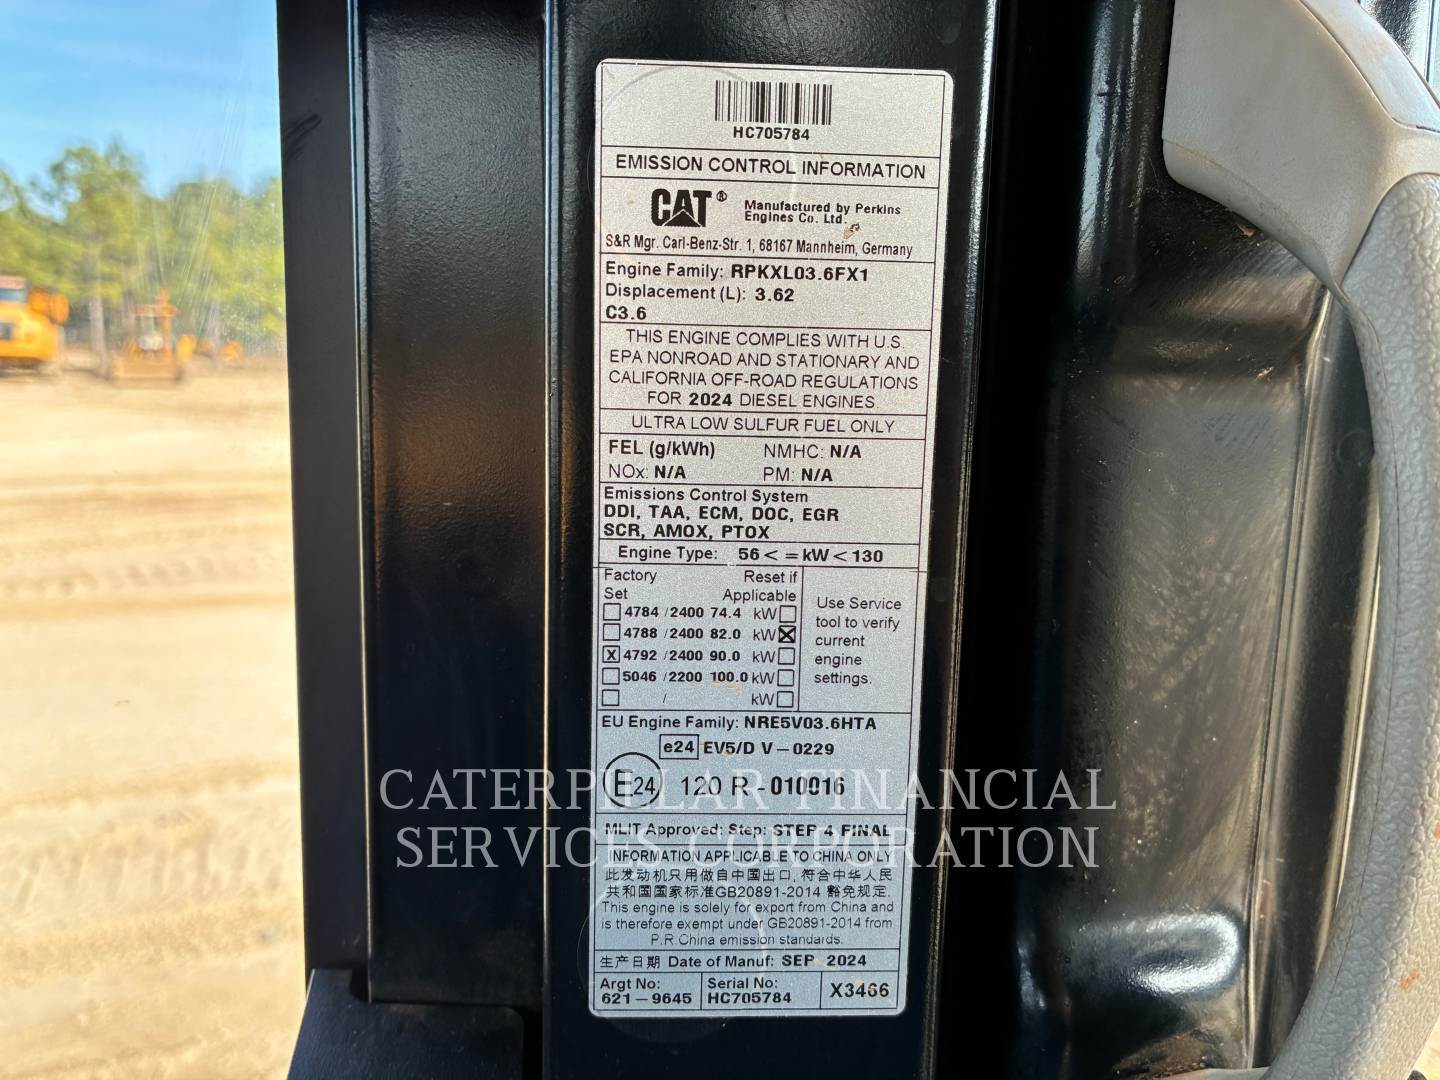 HC705784
EMISSION CONTROL INFORMATION
CAT® Manufactured by Perkins
Engines Co. Ltd.
S&R Mgr. Carl-Benz-Str. 1, 68167 Mannheim, Germany
Engine Family: RPKXL03.6FX1
Displacement (L): 3.62
C3.6
THIS ENGINE COMPLIES WITH U.S.
EPA NONROAD AND STATIONARY AND
CALIFORNIA OFF-ROAD REGULATIONS
FOR 2024 DIESEL ENGINES.
ULTRA LOW SULFUR FUEL ONLY
FEL (g/kWh) NMHC: N/A
NOx: N/A PM: N/A
Emissions Control System
DDI, TAA, ECM, DOC, EGR
SCR, AMOX, PTOX
Engine Type: 56 < = kW < 130
Factory Reset if
Set Applicable
4784 / 2400 74.4 kW
4788 / 2400 82.0 kW X
X 4792 / 2400 90.0 kW
5046 / 2200 100.0 kW
/ kW
Use Service
tool to verify
current
engine
settings.
EU Engine Family: NRE5V03.6HTA
e24 EV5/D V-0229
E24 120 R - 010016
MLIT Approved: Step: STEP 4 FINAL
INFORMATION APPLICABLE TO CHINA ONLY
此发动机只用做自中国出口, 符合中华人民
共和国国家标准GB20891-2014 豁免规定.
This engine is solely for export from China and
is therefore exempt under GB20891-2014 from
P.R.China emission standards.
生产日期 Date of Manuf: SEP 2024
Argt No: Serial No:
621-9645 HC705784 X3466
CATERPILLAR FINANCIAL
SERVICES CORPORATION